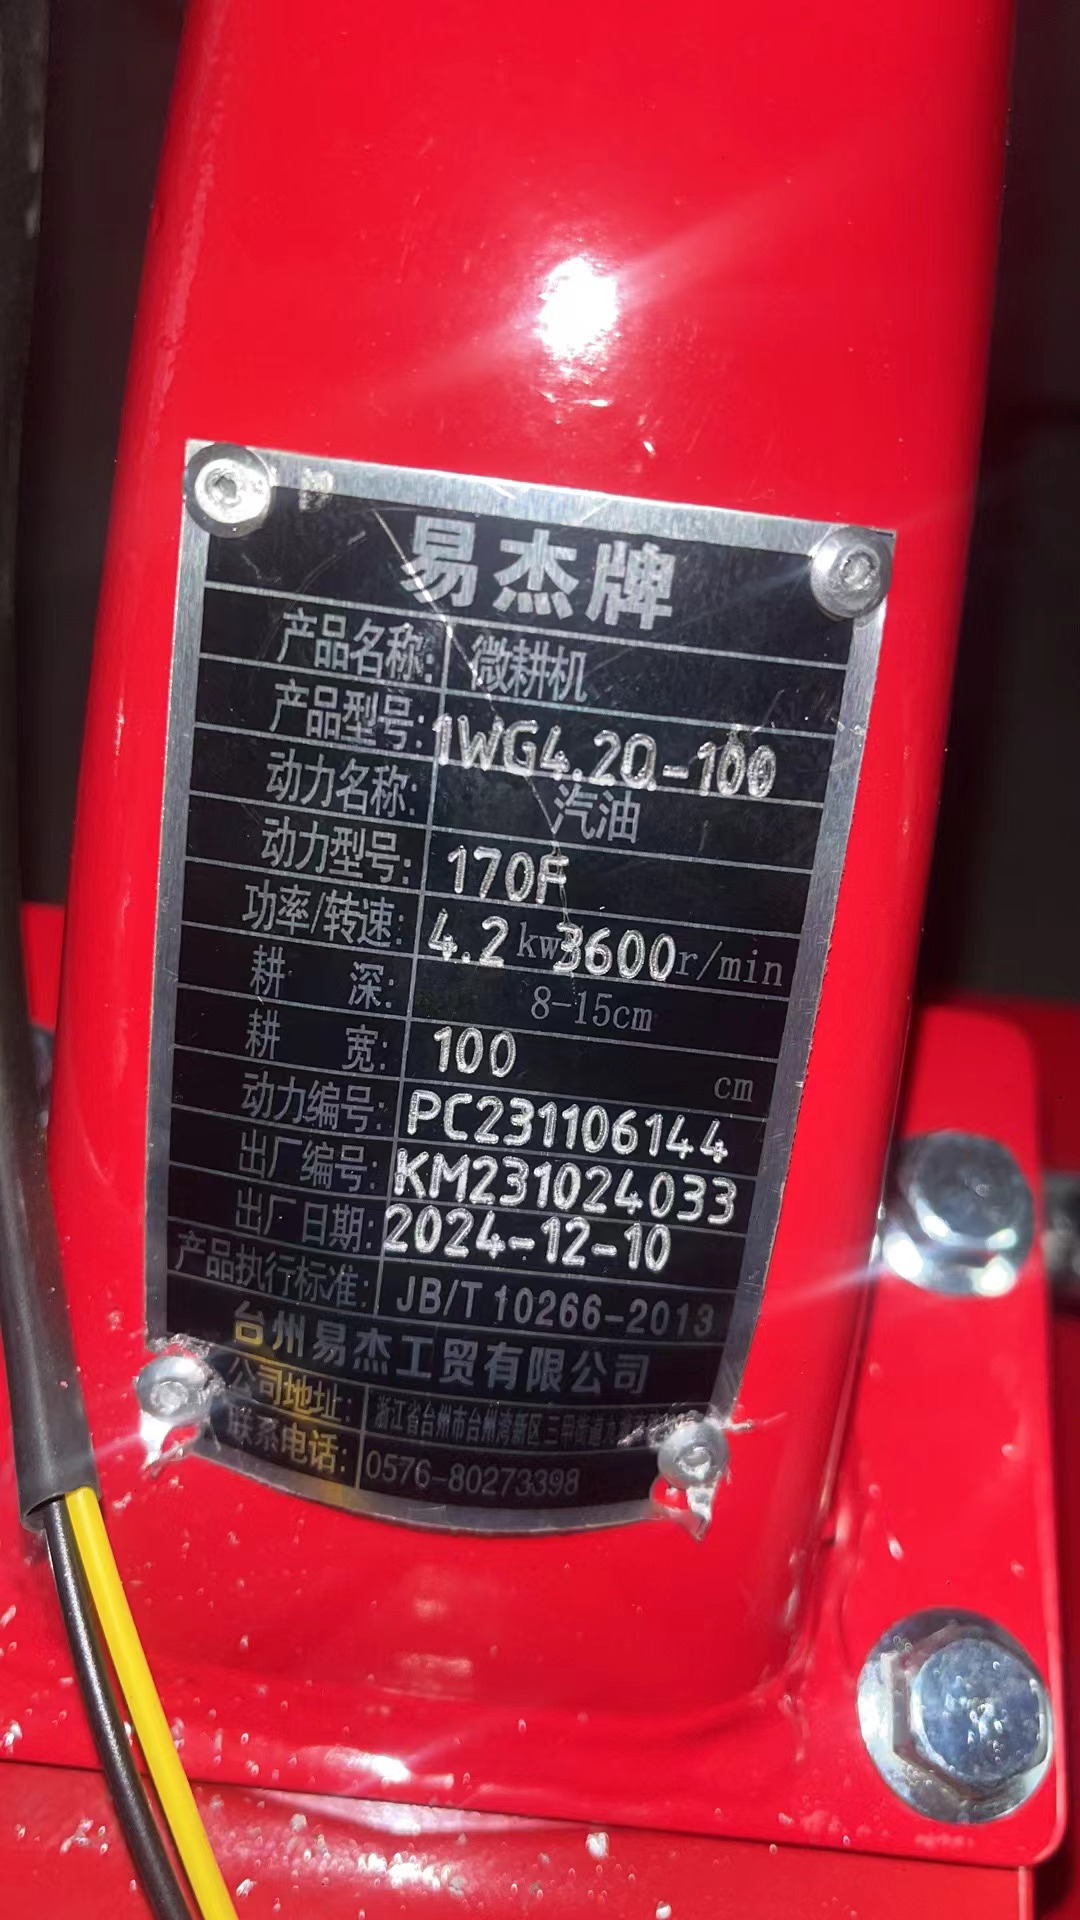 易杰牌
产品名称: 微耕机
产品型号: 1WG4.2Q-100
动力名称: 汽油
动力型号: 170F
功率/转速: 4.2kw 3600r/min
耕 深: 8-15cm
耕 宽: 100 cm
动力编号: PC231106144
出厂编号: KM231024033
出厂日期: 2024-12-10
产品执行标准: JB/T 10266-2013
台州易杰工贸有限公司
公司地址: 浙江省台州市台州湾新区三甲街道
联系电话: 0576-80273398